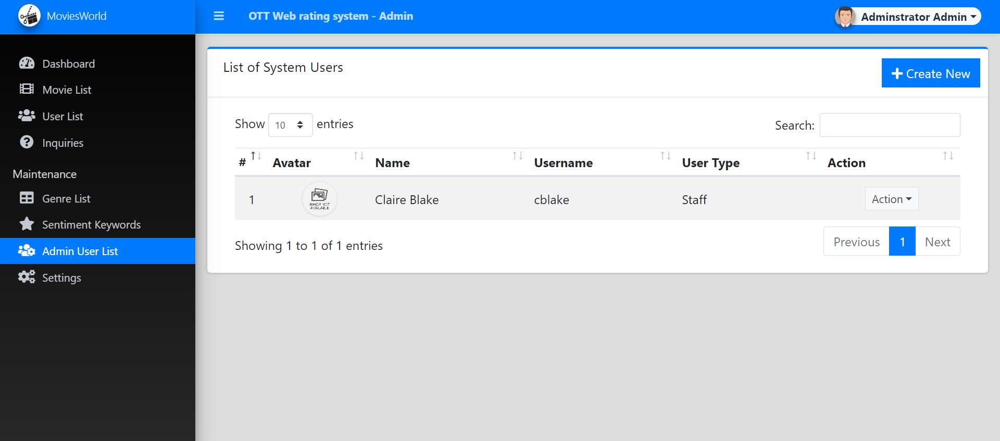 MoviesWorld
OTT Web rating system - Admin
Adminstrator Admin
Dashboard
Movie List
User List
Inquiries
Maintenance
Genre List
Sentiment Keywords
Admin User List
Settings
List of System Users
Create New
Show 10 entries
Search:
# Avatar Name Username User Type Action
1 IMAGE NOT AVAILABLE Claire Blake cblake Staff Action
Showing 1 to 1 of 1 entries
Previous 1 Next